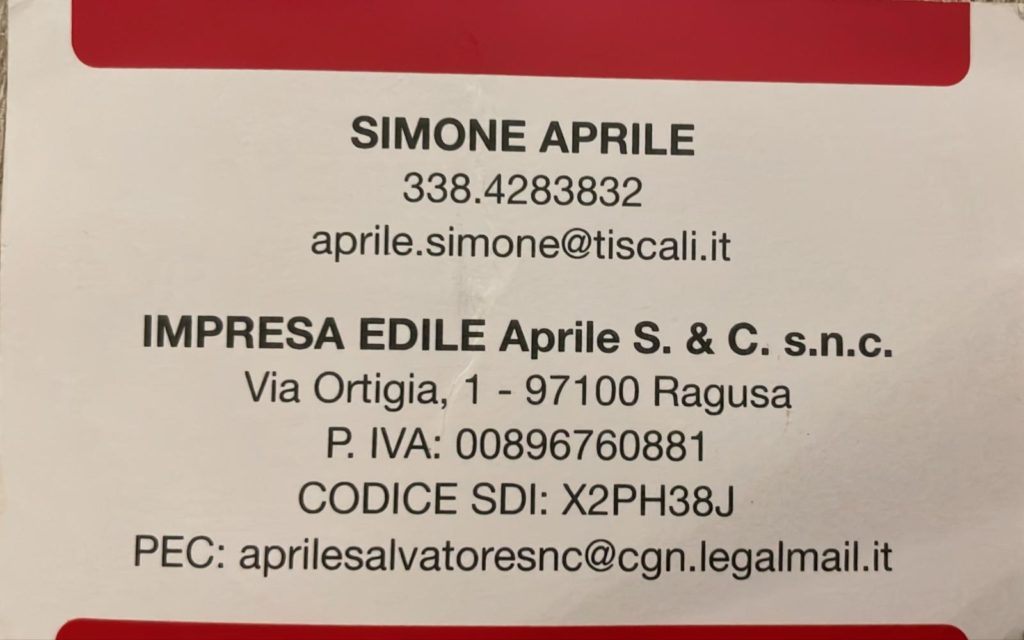 SIMONE APRILE
338.4283832
aprile.simone@tiscali.it
IMPRESA EDILE Aprile S. & C. s.n.c.
Via Ortigia, 1 - 97100 Ragusa
P. IVA: 00896760881
CODICE SDI: X2PH38J
PEC: aprilesalvatoresnc@cgn.legalmail.it